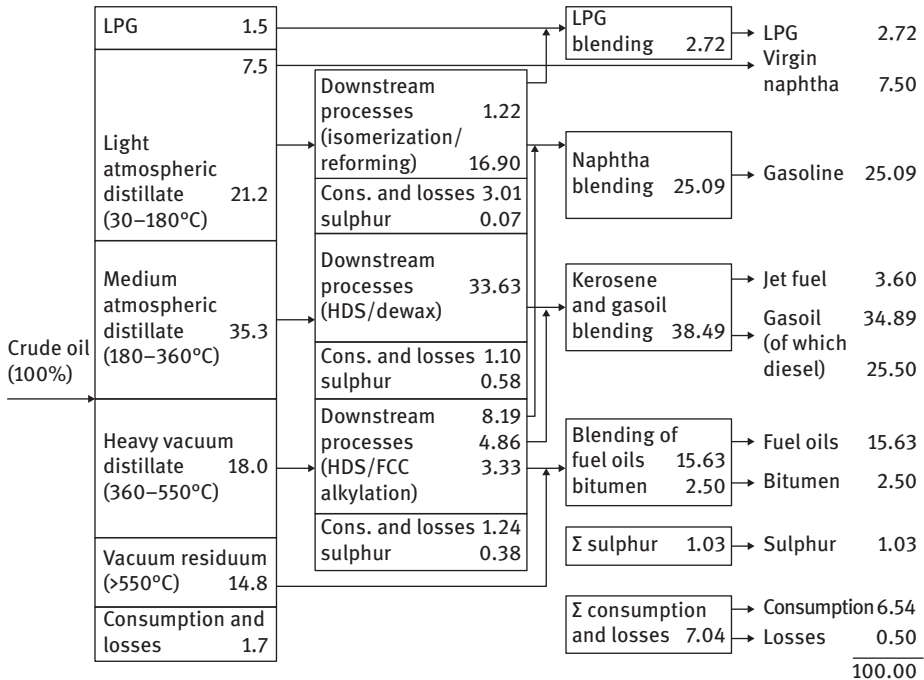 Crude oil
(100%)
LPG 1.5
7.5
Light
atmospheric
distillate 21.2
(30–180°C)
Medium
atmospheric
distillate 35.3
(180–360°C)
Heavy vacuum
distillate 18.0
(360–550°C)
Vacuum residuum
(>550°C) 14.8
Consumption and
losses 1.7
Downstream
processes 1.22
(isomerization/
reforming) 16.90
Cons. and losses 3.01
sulphur 0.07
Downstream
processes 33.63
(HDS/dewax)
Cons. and losses 1.10
sulphur 0.58
Downstream 8.19
processes 4.86
(HDS/FCC 3.33
alkylation)
Cons. and losses 1.24
sulphur 0.38
LPG
blending 2.72
Naphtha
blending 25.09
Kerosene
and gasoil
blending 38.49
Blending of
fuel oils 15.63
bitumen 2.50
Σ sulphur 1.03
Σ consumption
and losses 7.04
LPG 2.72
Virgin
naphtha 7.50
Gasoline 25.09
Jet fuel 3.60
Gasoil 34.89
(of which
diesel) 25.50
Fuel oils 15.63
Bitumen 2.50
Sulphur 1.03
Consumption 6.54
Losses 0.50
100.00